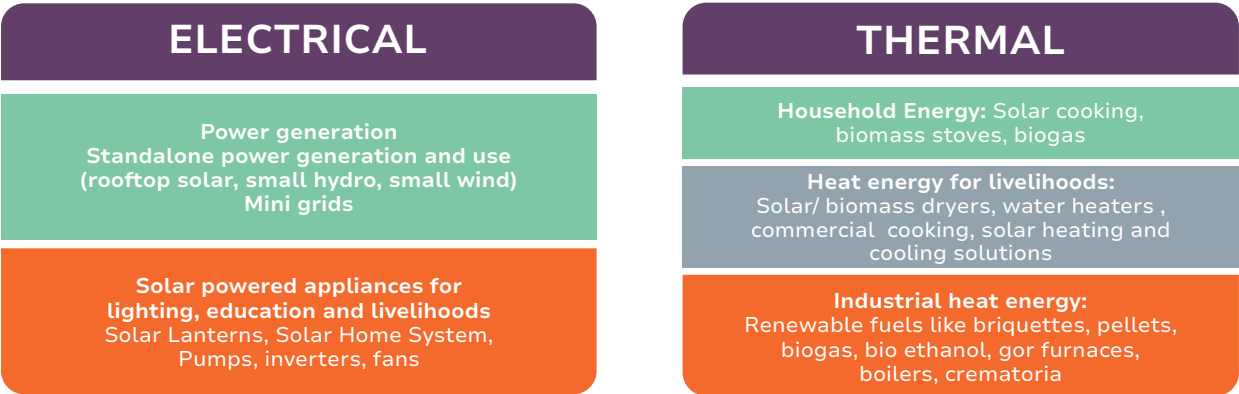 ELECTRICAL
Power generation
Standalone power generation and use
(rooftop solar, small hydro, small wind)
Mini grids
Solar powered appliances for
lighting, education and livelihoods
Solar Lanterns, Solar Home System,
Pumps, inverters, fans
THERMAL
Household Energy: Solar cooking,
biomass stoves, biogas
Heat energy for livelihoods:
Solar/ biomass dryers, water heaters ,
commercial  cooking, solar heating and
cooling solutions
Industrial heat energy:
Renewable fuels like briquettes, pellets,
biogas, bio ethanol, gor furnaces,
boilers, crematoria